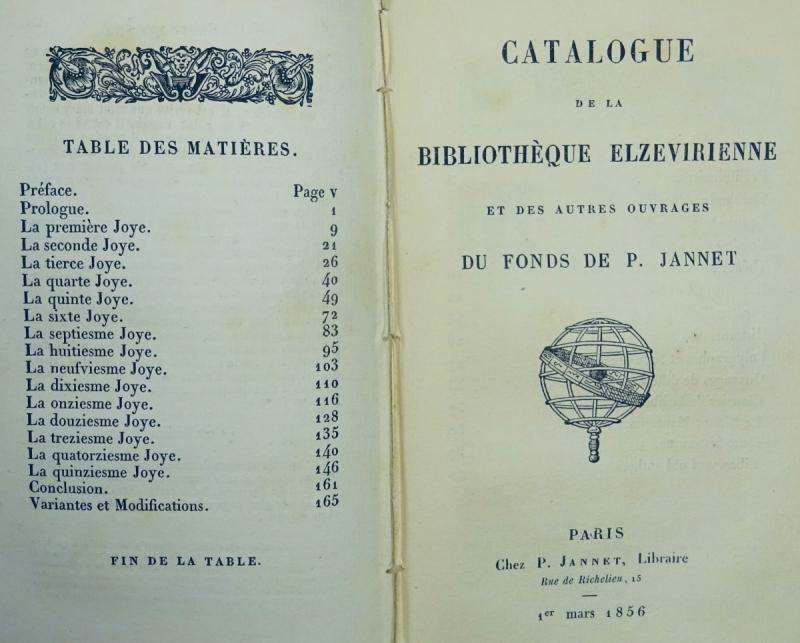 TABLE DES MATIÈRES.
Préface. Page v
Prologue. 1
La première Joye. 9
La seconde Joye. 21
La tierce Joye. 26
La quarte Joye. 40
La quinte Joye. 49
La sixte Joye. 72
La septiesme Joye. 83
La huitiesme Joye. 95
La neufviesme Joye. 103
La dixiesme Joye. 110
La onziesme Joye. 116
La douziesme Joye. 128
La treziesme Joye. 135
La quatorziesme Joye. 140
La quinziesme Joye. 146
Conclusion. 161
Variantes et Modifications. 165
FIN DE LA TABLE.
CATALOGUE
DE LA
BIBLIOTHÈQUE ELZEVIRIENNE
ET DES AUTRES OUVRAGES
DU FONDS DE P. JANNET
PARIS
Chez P. JANNET, Libraire
Rue de Richelieu, 15
1er mars 1856